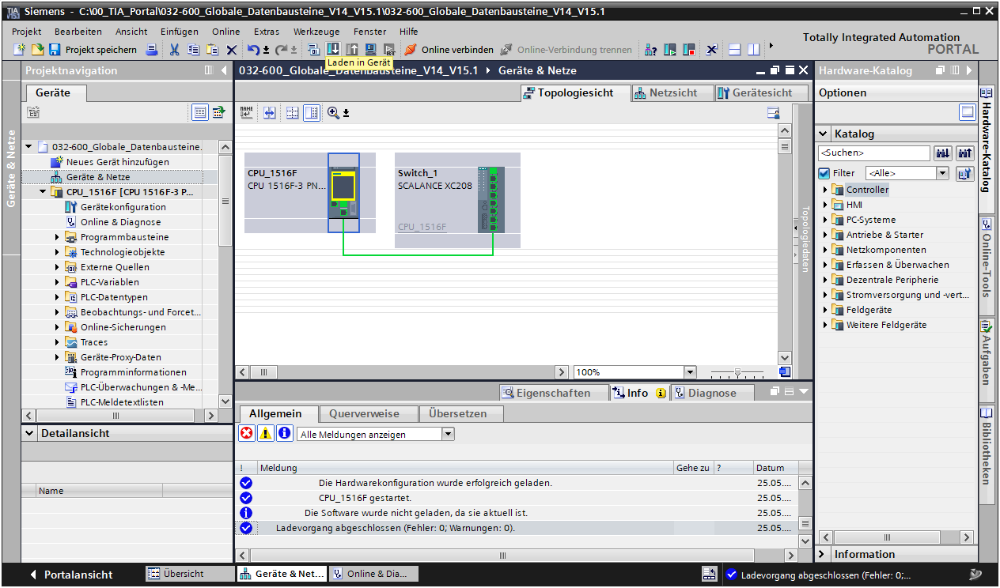 Siemens - C:\00_TIA_Portal\032-600_Globale_Datenbausteine_V14_V15.1\032-600_Globale_Datenbausteine_V14_V15.1
Projekt Bearbeiten Ansicht Einfügen Online Extras Werkzeuge Fenster Hilfe
Totally Integrated Automation
PORTAL
Projekt speichern
Online verbinden
Online-Verbindung trennen
Laden in Gerät
Projektnavigation
Geräte
Geräte & Netze
032-600_Globale_Datenbausteine.
Neues Gerät hinzufügen
Geräte & Netze
CPU_1516F [CPU 1516F-3 P...
Gerätekonfiguration
Online & Diagnose
Programmbausteine
Technologieobjekte
Externe Quellen
PLC-Variablen
PLC-Datentypen
Beobachtungs- und Forcet...
Online-Sicherungen
Traces
Geräte-Proxy-Daten
Programminformationen
PLC-Überwachungen & -Me...
PLC-Meldetextlisten
Detailansicht
Name
032-600_Globale_Datenbausteine_V14_V15.1 Geräte & Netze
Topologiesicht Netzsicht Gerätesicht
CPU_1516F
CPU 1516F-3 PN...
Switch_1
SCALANCE XC208
CPU_1516F
Topologiedaten
100%
Eigenschaften Info Diagnose
Allgemein Querverweise Übersetzen
Alle Meldungen anzeigen
! Meldung Gehe zu ? Datum
Die Hardwarekonfiguration wurde erfolgreich geladen. 25.05....
CPU_1516F gestartet. 25.05....
Die Software wurde nicht geladen, da sie aktuell ist. 25.05....
Ladevorgang abgeschlossen (Fehler: 0; Warnungen: 0). 25.05....
Hardware-Katalog
Optionen
Katalog
<Suchen>
Filter <Alle>
Controller
HMI
PC-Systeme
Antriebe & Starter
Netzkomponenten
Erfassen & Überwachen
Dezentrale Peripherie
Stromversorgung und -vert...
Feldgeräte
Weitere Feldgeräte
Information
Hardware-Katalog
Online-Tools
Aufgaben
Bibliotheken
Portalansicht
Übersicht
Geräte & Net...
Online & Dia...
Ladevorgang abgeschlossen (Fehler: 0;...